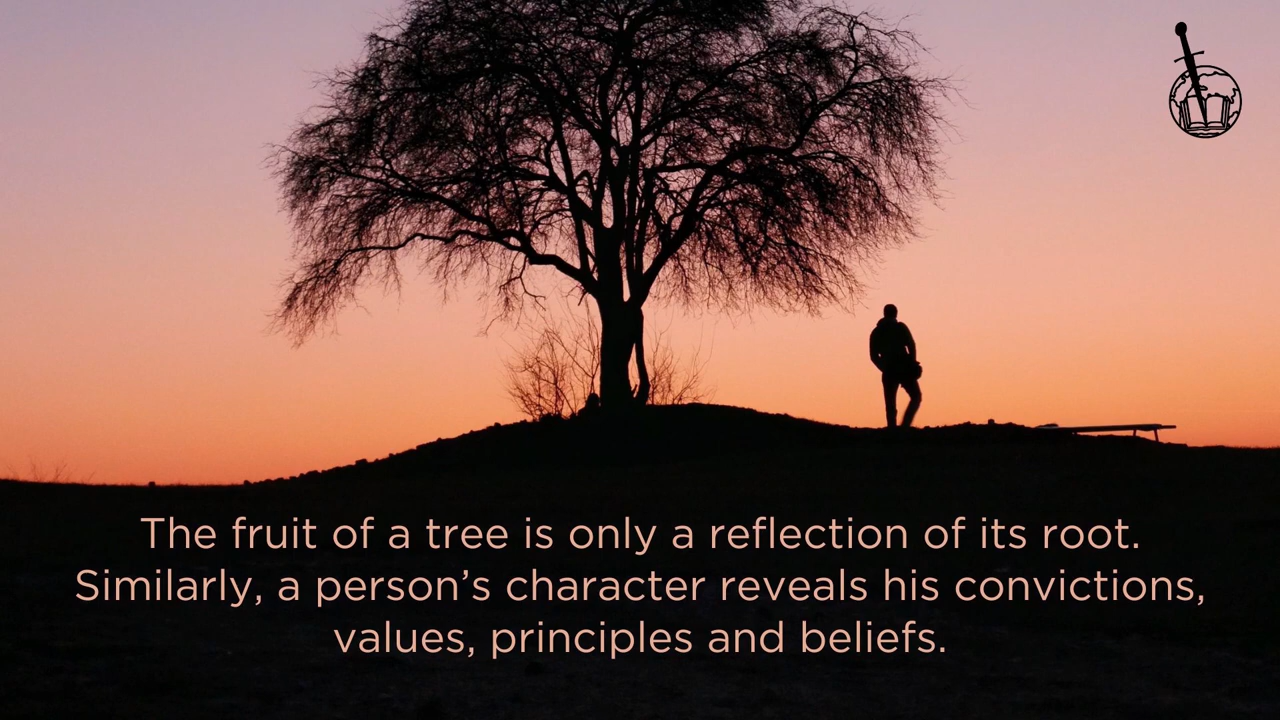 The fruit of a tree is only a reflection of its root.
Similarly, a person’s character reveals his convictions,
values, principles and beliefs.